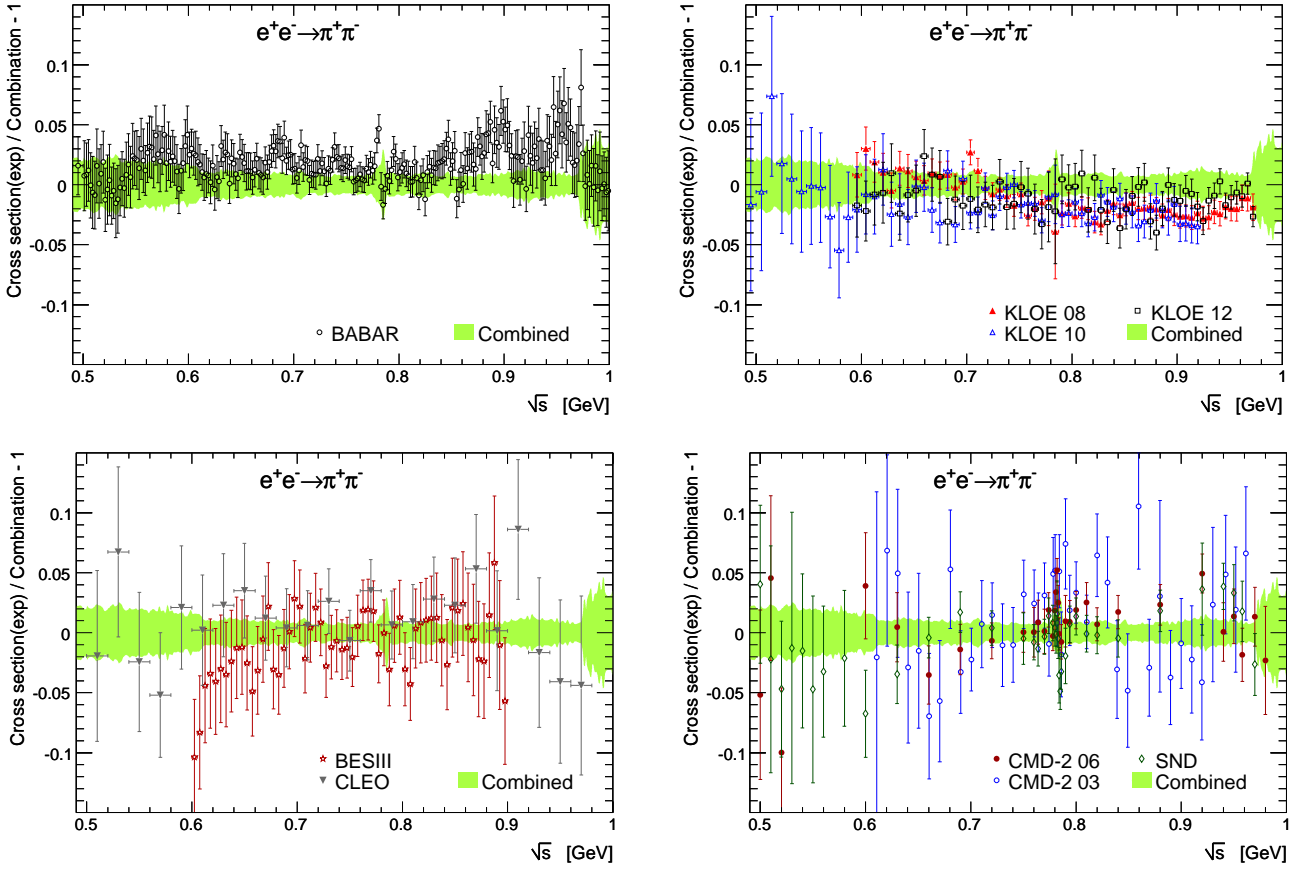 e⁺e⁻→π⁺π⁻
Cross section(exp) / Combination - 1
0.1
0.05
0
-0.05
-0.1
BABAR
Combined
0.5 0.6 0.7 0.8 0.9 1
√s [GeV]
e⁺e⁻→π⁺π⁻
Cross section(exp) / Combination - 1
0.1
0.05
0
-0.05
-0.1
KLOE 08 KLOE 12
KLOE 10 Combined
0.5 0.6 0.7 0.8 0.9 1
√s [GeV]
e⁺e⁻→π⁺π⁻
Cross section(exp) / Combination - 1
0.1
0.05
0
-0.05
-0.1
BESIII
CLEO Combined
0.5 0.6 0.7 0.8 0.9 1
√s [GeV]
e⁺e⁻→π⁺π⁻
Cross section(exp) / Combination - 1
0.1
0.05
0
-0.05
-0.1
CMD-2 06 SND
CMD-2 03 Combined
0.5 0.6 0.7 0.8 0.9 1
√s [GeV]